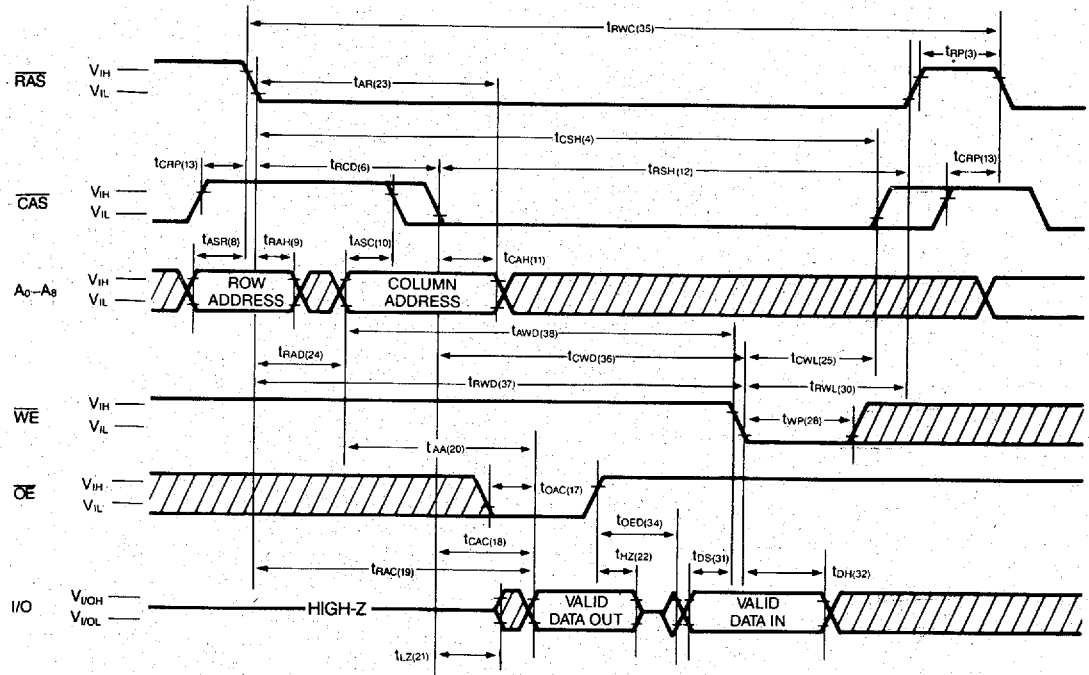 tRWC(35)
tRP(3)
RAS
VIH
VIL
tAR(23)
tCSH(4)
tCRP(13)
tRCD(6)
tRSH(12)
tCRP(13)
CAS
VIH
VIL
tASR(8)
tRAH(9)
tASC(10)
tCAH(11)
A0–A8
VIH
VIL
ROW
ADDRESS
COLUMN
ADDRESS
tAWD(38)
tRAD(24)
tCWD(36)
tCWL(25)
tRWD(37)
tRWL(30)
WE
VIH
VIL
tWP(28)
tAA(20)
OE
VIH
VIL
tOAC(17)
tOED(34)
tCAC(18)
tHZ(22)
tDS(31)
tRAC(19)
tDH(32)
I/O
VI/OH
VI/OL
HIGH-Z
VALID
DATA OUT
VALID
DATA IN
tLZ(21)